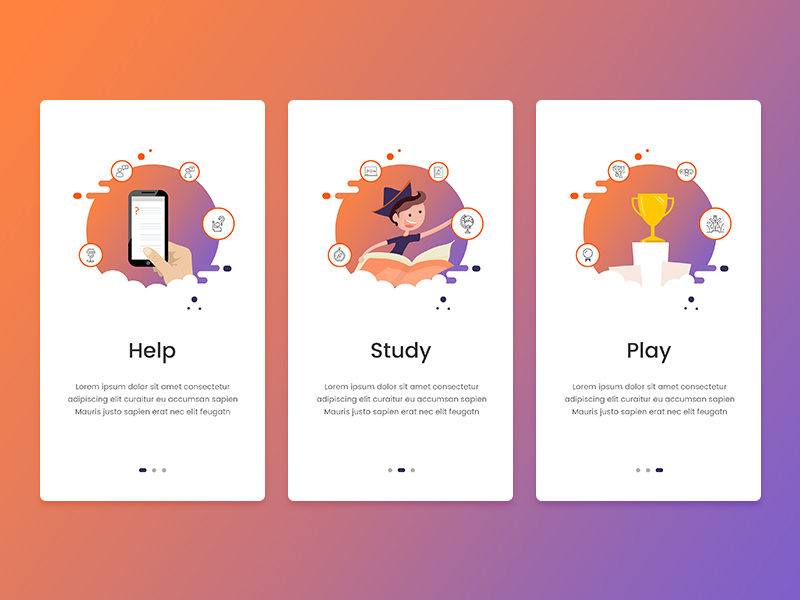 ?
Help
Lorem ipsum dolor sit amet consectetur
adipiscing elit curaitur eu accumsan sapien
Mauris justo sapien erat nec elit feugatn
Study
Lorem ipsum dolor sit amet consectetur
adipiscing elit curaitur eu accumsan sapien
Mauris justo sapien erat nec elit feugatn
Play
Lorem ipsum dolor sit amet consectetur
adipiscing elit curaitur eu accumsan sapien
Mauris justo sapien erat nec elit feugatn